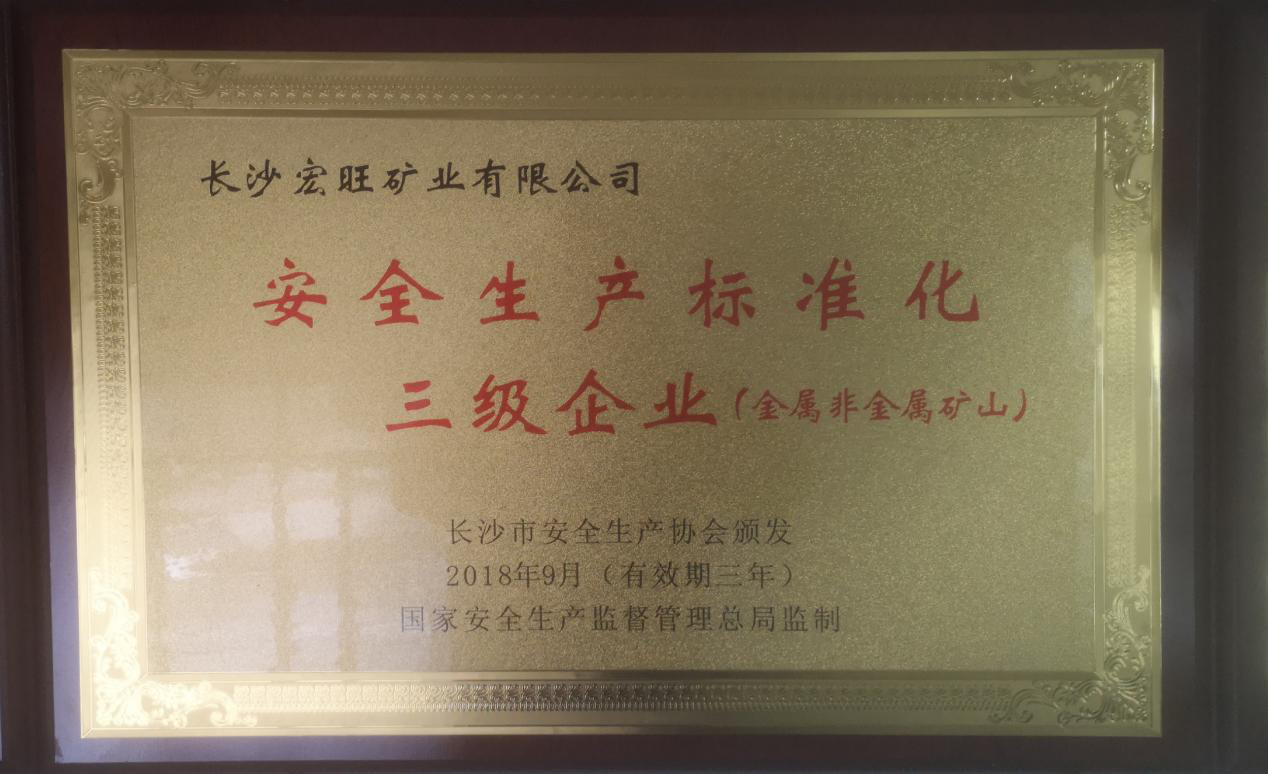 长沙宏旺矿业有限公司
安全生产标准化
三级企业(金属非金属矿山)
长沙市安全生产协会颁发
2018年9月（有效期三年）
国家安全生产监督管理总局监制